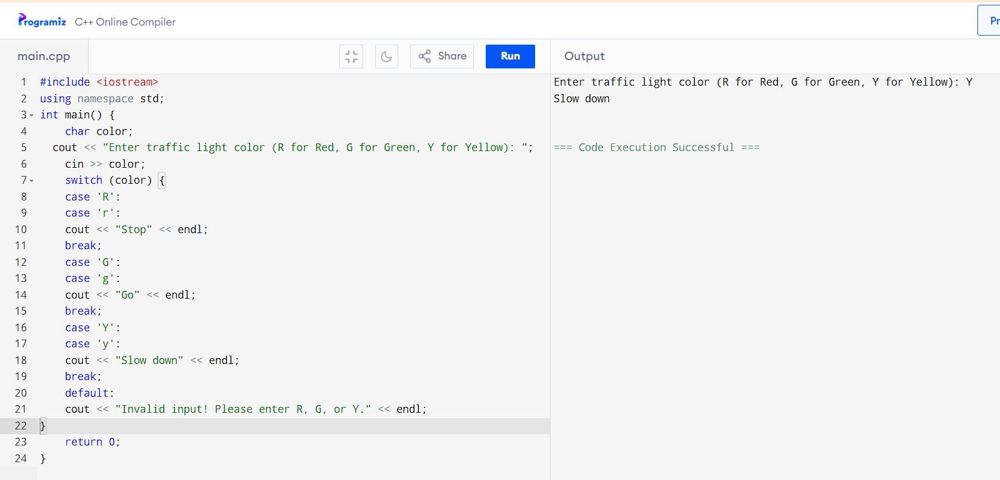 Programiz C++ Online Compiler
Pr
main.cpp
Share
Run
Output
1 #include <iostream>
2 using namespace std;
3 int main() {
4     char color;
5   cout << "Enter traffic light color (R for Red, G for Green, Y for Yellow): ";
6     cin >> color;
7     switch (color) {
8     case 'R':
9     case 'r':
10     cout << "Stop" << endl;
11     break;
12     case 'G':
13     case 'g':
14     cout << "Go" << endl;
15     break;
16     case 'Y':
17     case 'y':
18     cout << "Slow down" << endl;
19     break;
20     default:
21     cout << "Invalid input! Please enter R, G, or Y." << endl;
22 }
23     return 0;
24 }
Enter traffic light color (R for Red, G for Green, Y for Yellow): Y
Slow down
=== Code Execution Successful ===